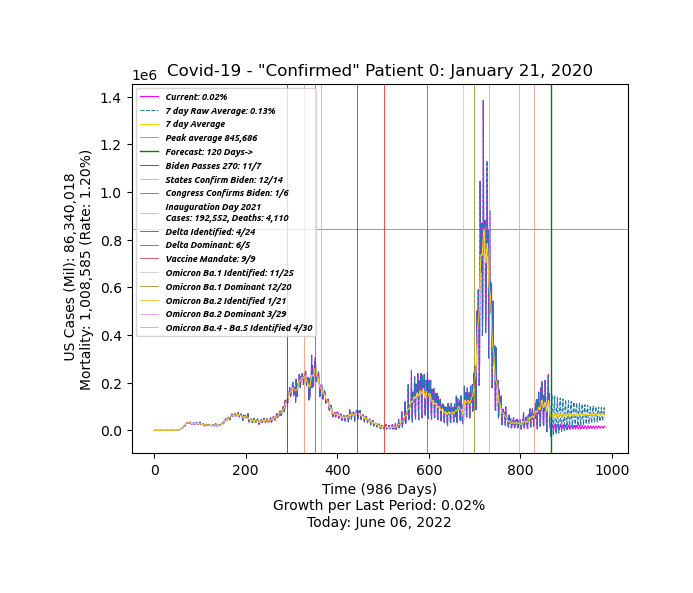 Covid-19 - "Confirmed" Patient 0: January 21, 2020
1e6
1.4
1.2
1.0
0.8
0.6
0.4
0.2
0.0
US Cases (Mil): 86,340,018
Mortality: 1,008,585 (Rate: 1.20%)
Current: 0.02%
7 day Raw Average: 0.13%
7 day Average
Peak average 845,686
Forecast: 120 Days->
Biden Passes 270: 11/7
States Confirm Biden: 12/14
Congress Confirms Biden: 1/6
Inauguration Day 2021
Cases: 192,552, Deaths: 4,110
Delta Identified: 4/24
Delta Dominant: 6/5
Vaccine Mandate: 9/9
Omicron Ba.1 Identified: 11/25
Omicron Ba.1 Dominant 12/20
Omicron Ba.2 Identified 1/21
Omicron Ba.2 Dominant 3/29
Omicron Ba.4 - Ba.5 Identified 4/30
0 200 400 600 800 1000
Time (986 Days)
Growth per Last Period: 0.02%
Today: June 06, 2022